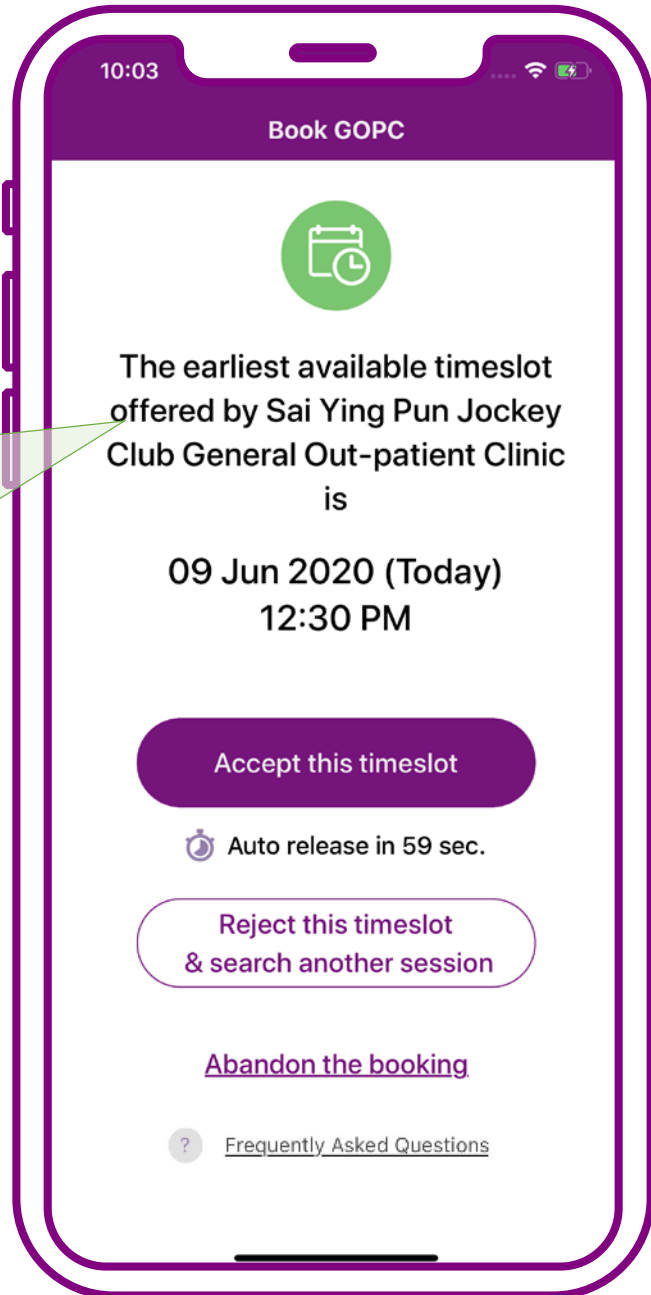 10:03
Book GOPC
The earliest available timeslot
offered by Sai Ying Pun Jockey
Club General Out-patient Clinic
is
09 Jun 2020 (Today)
12:30 PM
Accept this timeslot
Auto release in 59 sec.
Reject this timeslot
& search another session
Abandon the booking
? Frequently Asked Questions